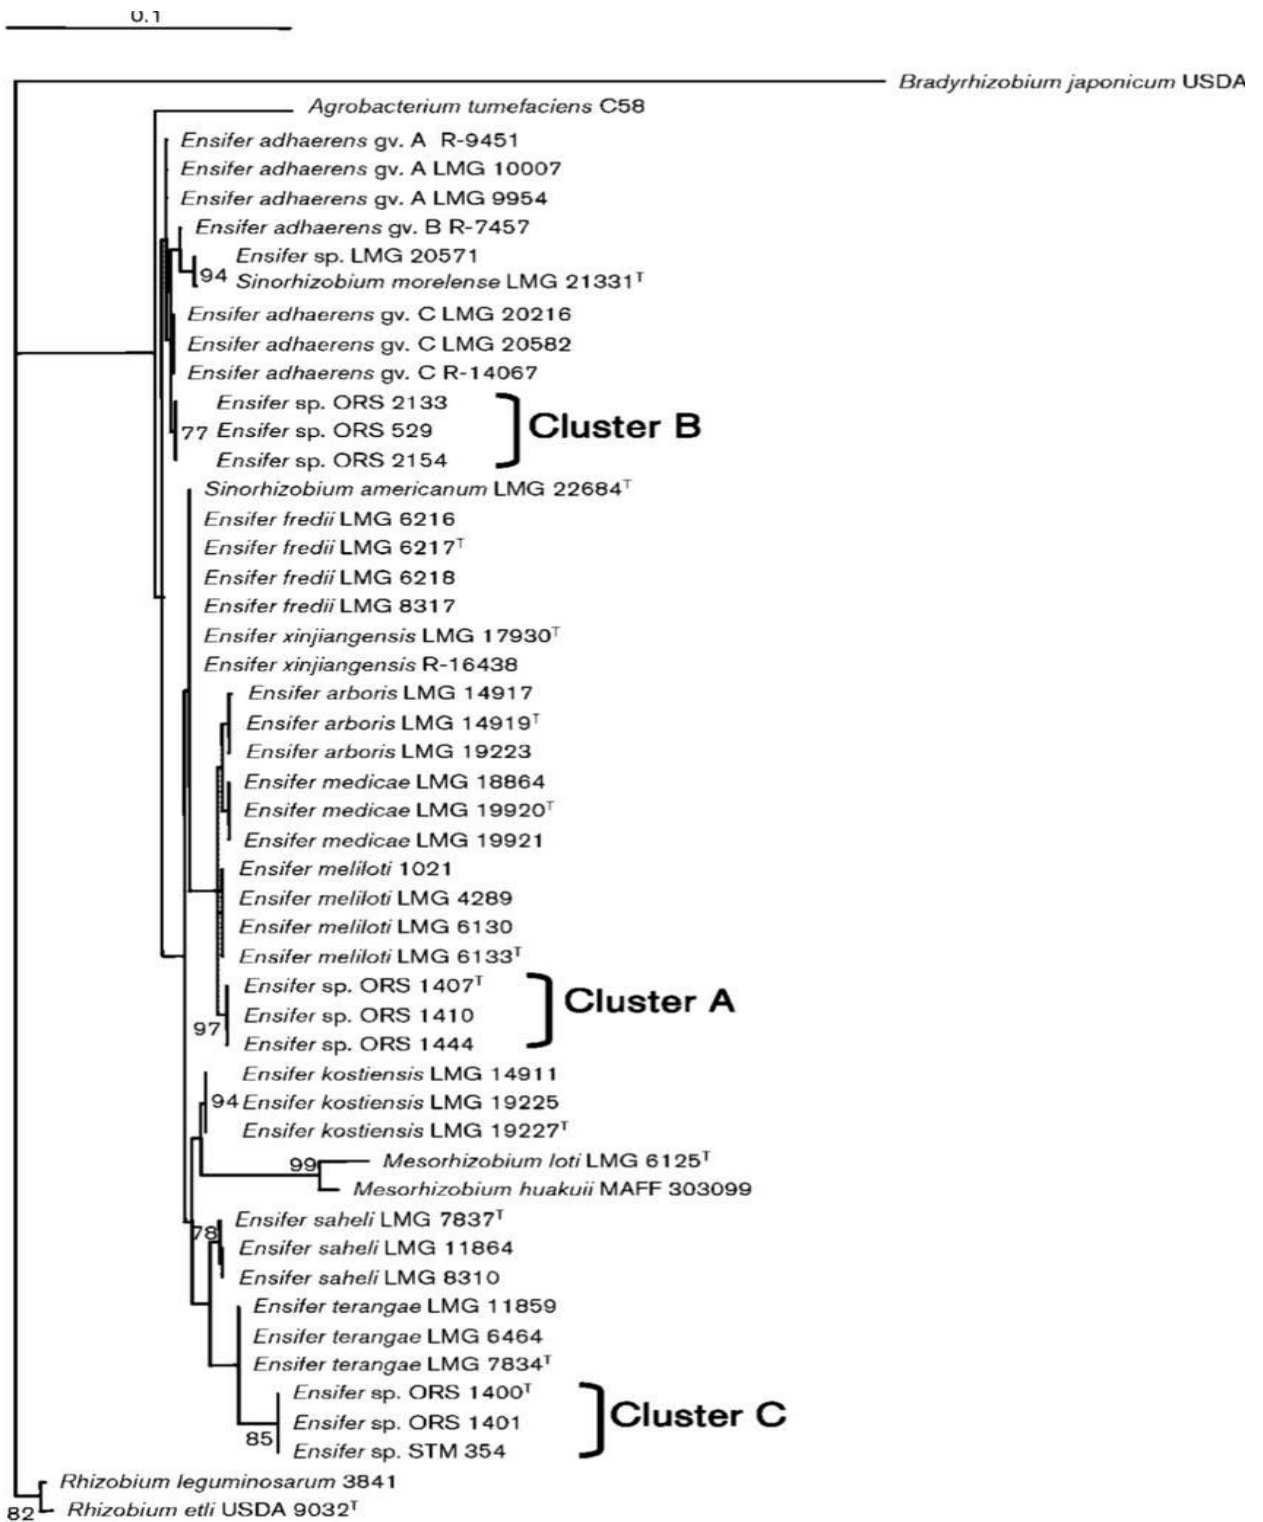 0.1
Bradyrhizobium japonicum USDA
Agrobacterium tumefaciens C58
Ensifer adhaerens gv. A R-9451
Ensifer adhaerens gv. A LMG 10007
Ensifer adhaerens gv. A LMG 9954
Ensifer adhaerens gv. B R-7457
Ensifer sp. LMG 20571
94
Sinorhizobium morelense LMG 21331ᵀ
Ensifer adhaerens gv. C LMG 20216
Ensifer adhaerens gv. C LMG 20582
Ensifer adhaerens gv. C R-14067
Ensifer sp. ORS 2133
Cluster B
77 Ensifer sp. ORS 529
Ensifer sp. ORS 2154
Sinorhizobium americanum LMG 22684ᵀ
Ensifer fredii LMG 6216
Ensifer fredii LMG 6217ᵀ
Ensifer fredii LMG 6218
Ensifer fredii LMG 8317
Ensifer xinjiangensis LMG 17930ᵀ
Ensifer xinjiangensis R-16438
Ensifer arboris LMG 14917
Ensifer arboris LMG 14919ᵀ
Ensifer arboris LMG 19223
Ensifer medicae LMG 18864
Ensifer medicae LMG 19920ᵀ
Ensifer medicae LMG 19921
Ensifer meliloti 1021
Ensifer meliloti LMG 4289
Ensifer meliloti LMG 6130
Ensifer meliloti LMG 6133ᵀ
Ensifer sp. ORS 1407ᵀ
Cluster A
Ensifer sp. ORS 1410
97
Ensifer sp. ORS 1444
Ensifer kostiensis LMG 14911
94 Ensifer kostiensis LMG 19225
Ensifer kostiensis LMG 19227ᵀ
99
Mesorhizobium loti LMG 6125ᵀ
Mesorhizobium huakuii MAFF 303099
Ensifer saheli LMG 7837ᵀ
78
Ensifer saheli LMG 11864
Ensifer saheli LMG 8310
Ensifer terangae LMG 11859
Ensifer terangae LMG 6464
Ensifer terangae LMG 7834ᵀ
Ensifer sp. ORS 1400ᵀ
Cluster C
Ensifer sp. ORS 1401
85
Ensifer sp. STM 354
Rhizobium leguminosarum 3841
82
Rhizobium etli USDA 9032ᵀ